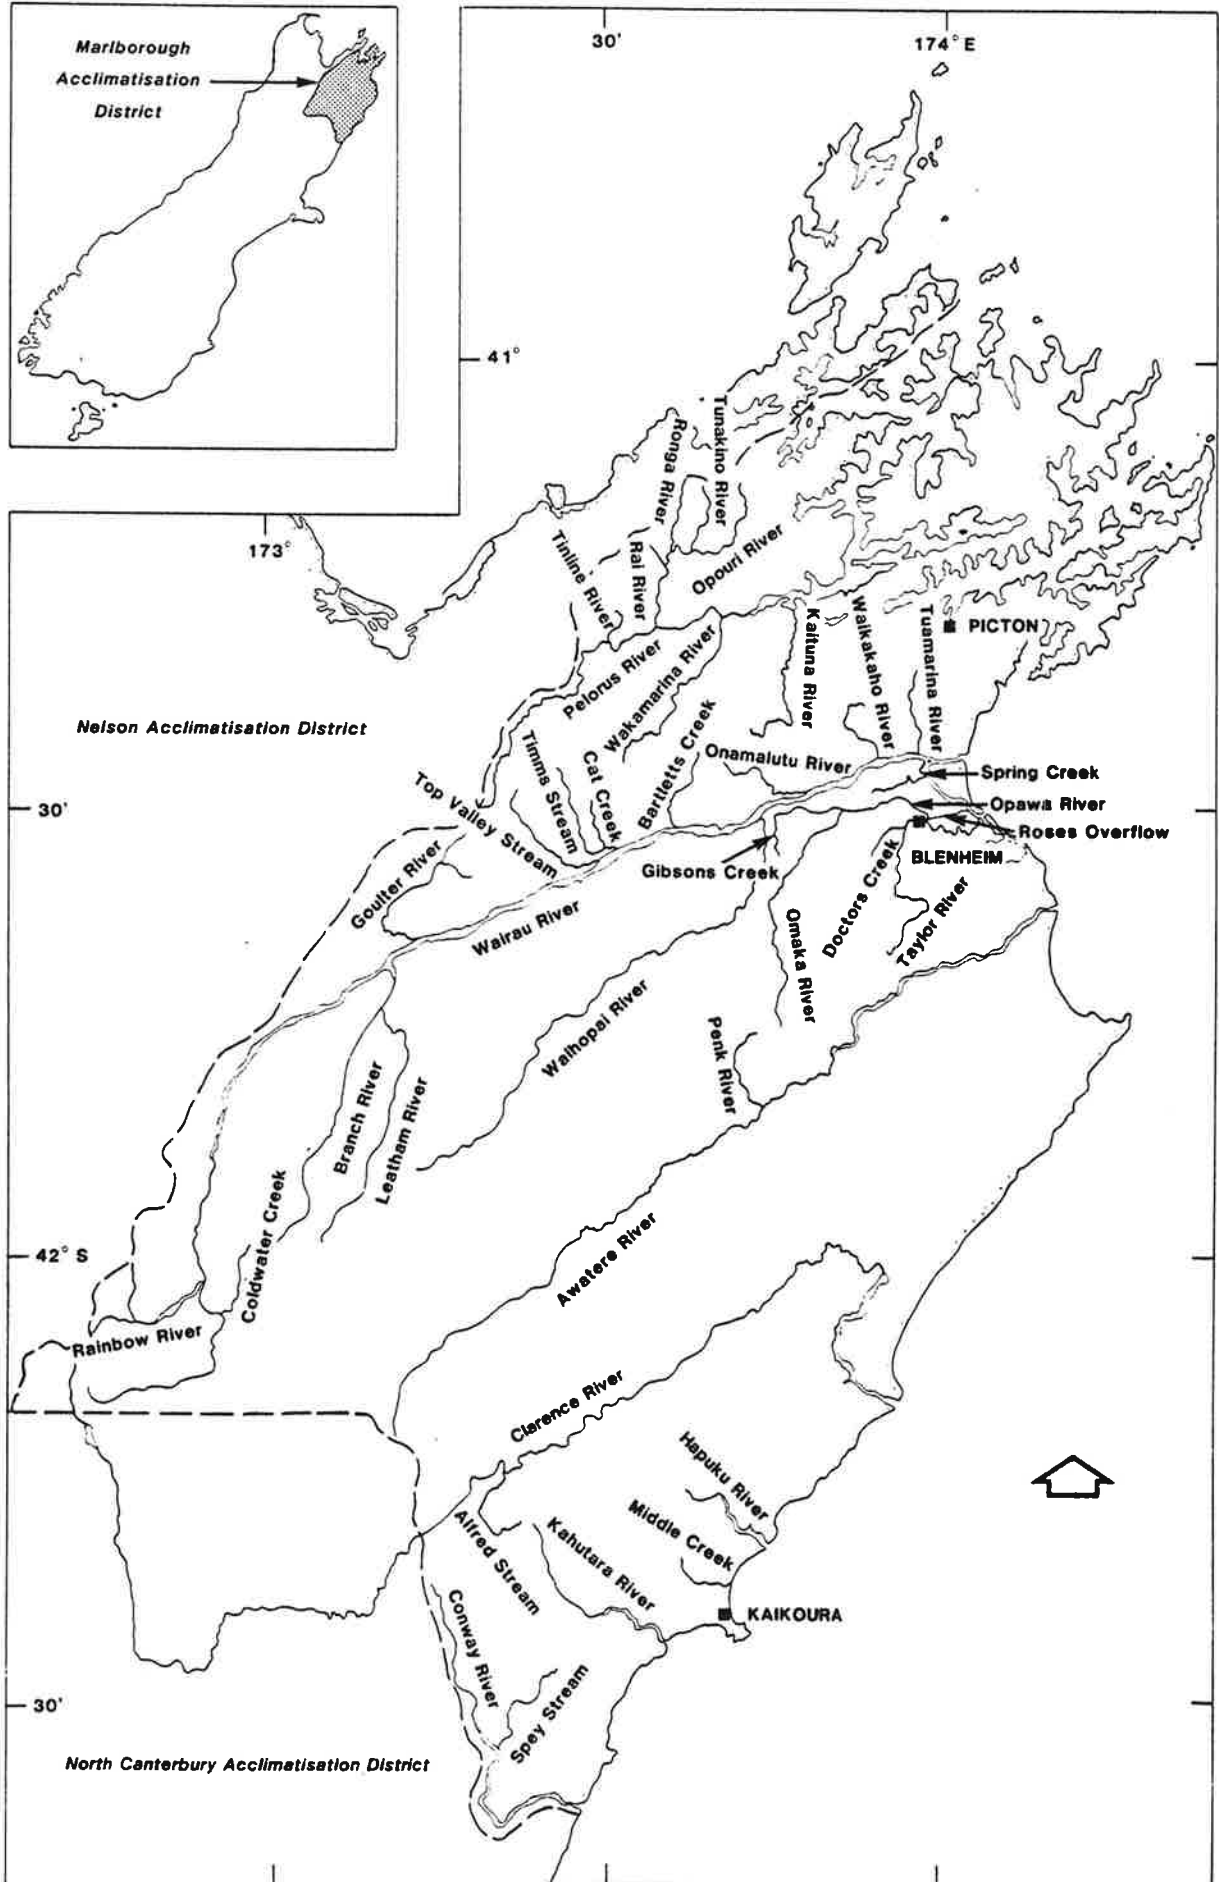 Marlborough
Acclimatisation
District
30'
174° E
41°
173°
Ronga River
Tunakino River
Tinline River
Rai River
Opouri River
Kaituna River
Waikakaho River
Tuamarina River
PICTON
Pelorus River
Wakamarina River
Nelson Acclimatisation District
Timms Stream
Cat Creek
Bartletts Creek
Onamalutu River
Spring Creek
30'
Top Valley Stream
Opawa River
Roses Overflow
Goulter River
Gibsons Creek
BLENHEIM
Wairau River
Doctors Creek
Taylor River
Omaka River
Waihopai River
Penk River
Branch River
Leatham River
Coldwater Creek
42° S
Awatere River
Rainbow River
Clarence River
Hapuku River
Middle Creek
Alfred Stream
Kahutara River
KAIKOURA
Conway River
Spey Stream
30'
North Canterbury Acclimatisation District